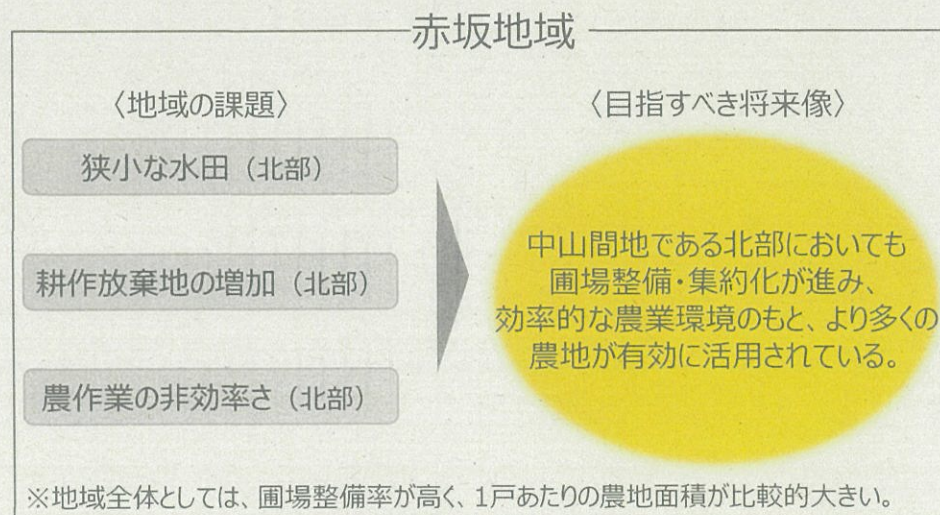 赤坂地域
〈地域の課題〉
狭小な水田（北部）
耕作放棄地の増加（北部）
農作業の非効率さ（北部）
〈目指すべき将来像〉
中山間地である北部においても
圃場整備・集約化が進み、
効率的な農業環境のもと、より多くの
農地が有効に活用されている。
※地域全体としては、圃場整備率が高く、1戸あたりの農地面積が比較的大きい。